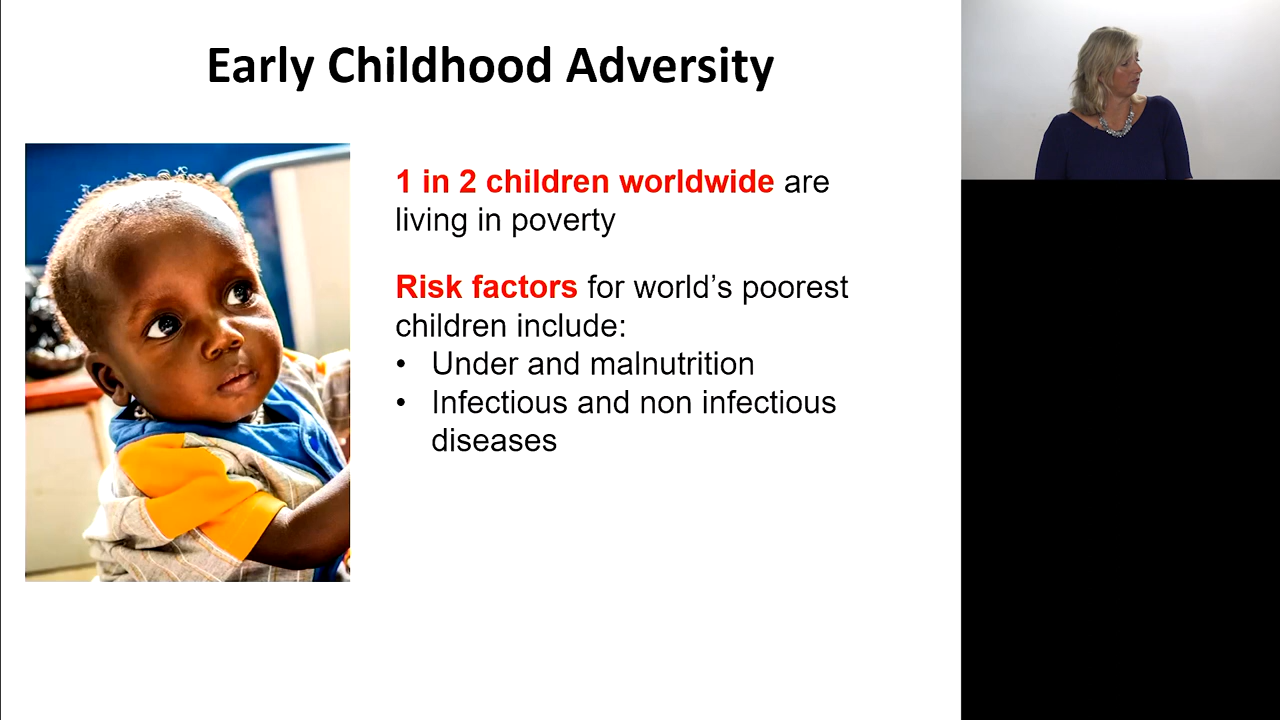 Early Childhood Adversity
1 in 2 children worldwide are
living in poverty
Risk factors for world’s poorest
children include:
• Under and malnutrition
• Infectious and non infectious
diseases